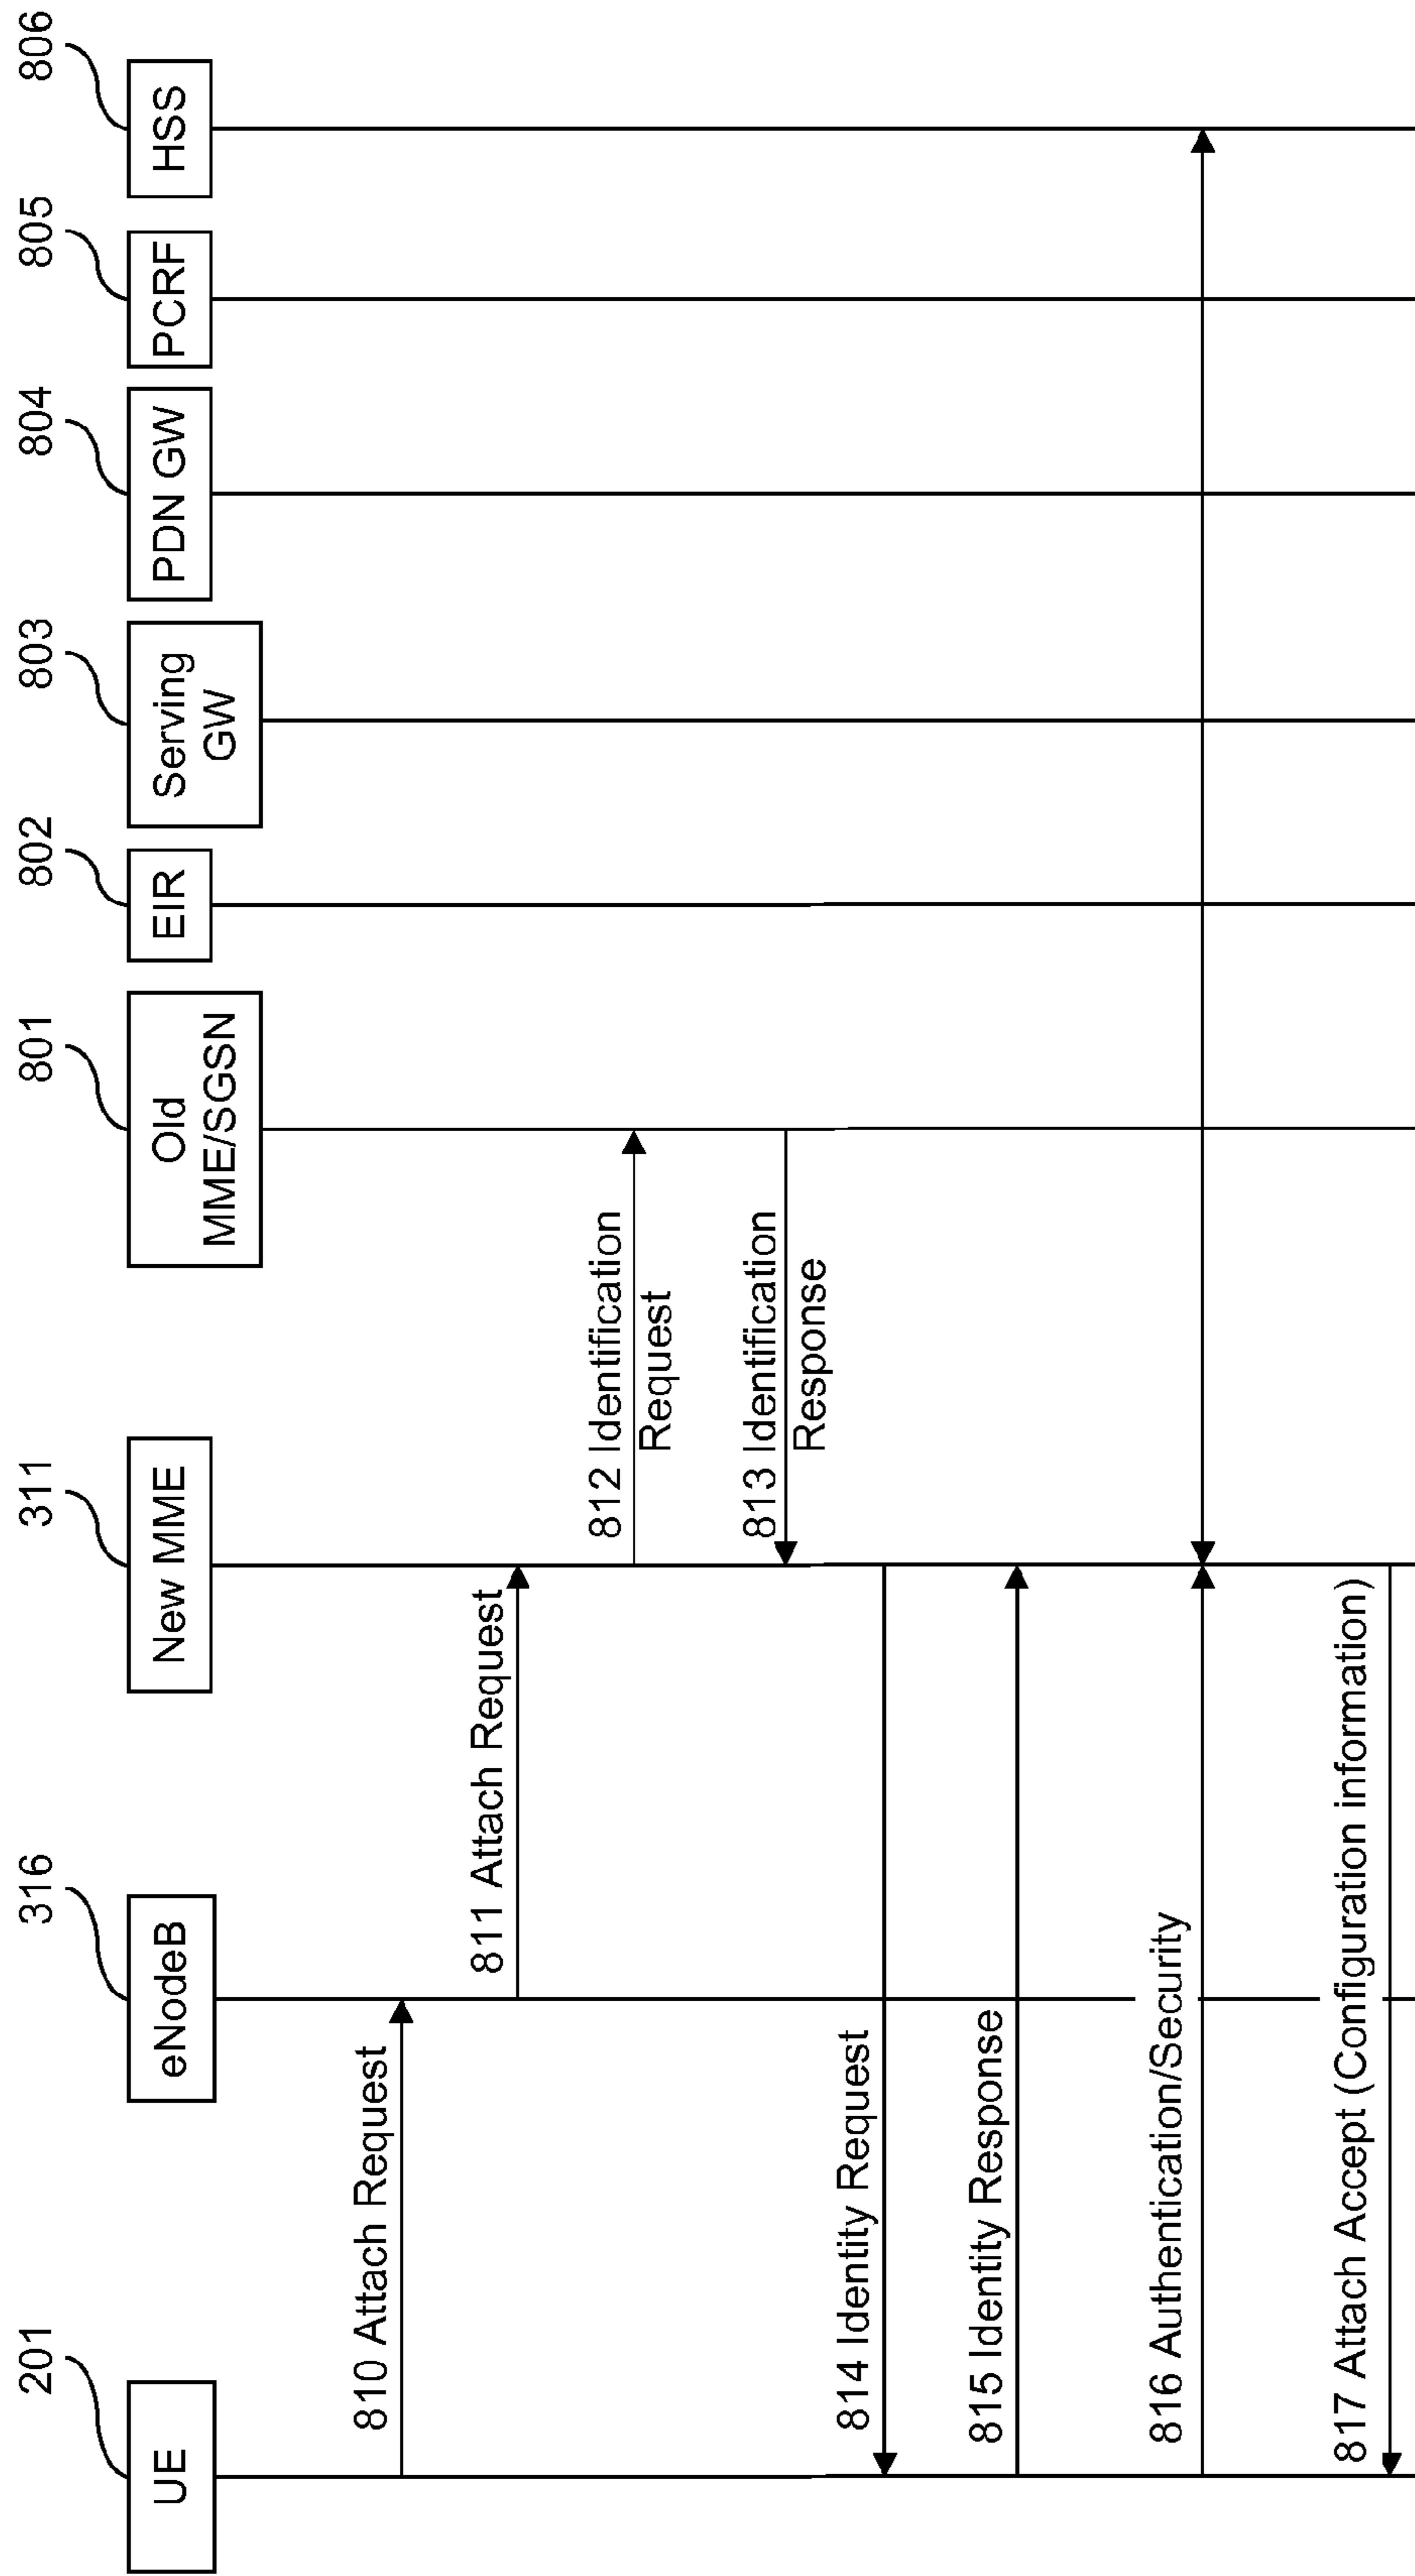 201
316
311
801
802
803
804
805
806
UE
eNodeB
New MME
Old
MME/SGSN
EIR
Serving
GW
PDN GW
PCRF
HSS
810 Attach Request
811 Attach Request
812 Identification
Request
813 Identification
Response
814 Identity Request
815 Identity Response
816 Authentication/Security
817 Attach Accept (Configuration information)